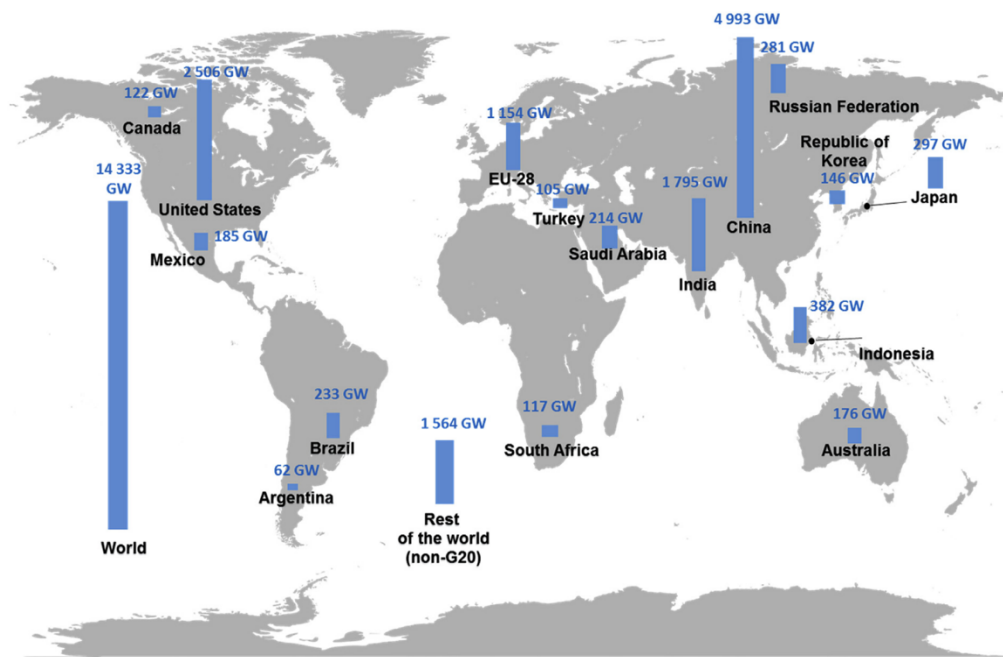 4 993 GW
281 GW
Russian Federation
2 506 GW
122 GW
Canada
1 154 GW
EU-28
Republic of
Korea
146 GW
297 GW
Japan
14 333
GW
United States
105 GW
Turkey
1 795 GW
India
China
214 GW
Saudi Arabia
185 GW
Mexico
382 GW
Indonesia
233 GW
Brazil
1 564 GW
117 GW
South Africa
176 GW
Australia
62 GW
Argentina
Rest
of the world
(non-G20)
World